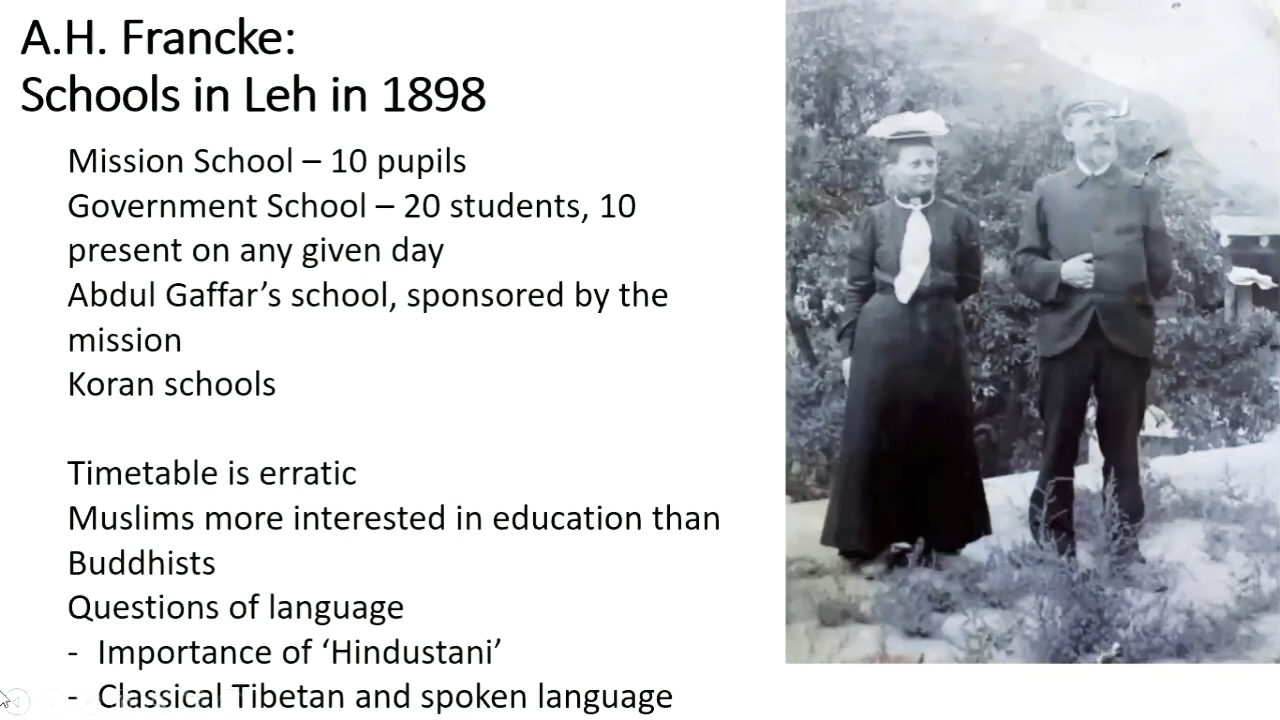 A.H. Francke:
Schools in Leh in 1898
Mission School – 10 pupils
Government School – 20 students, 10
present on any given day
Abdul Gaffar’s school, sponsored by the
mission
Koran schools
Timetable is erratic
Muslims more interested in education than
Buddhists
Questions of language
- Importance of ‘Hindustani’
- Classical Tibetan and spoken language